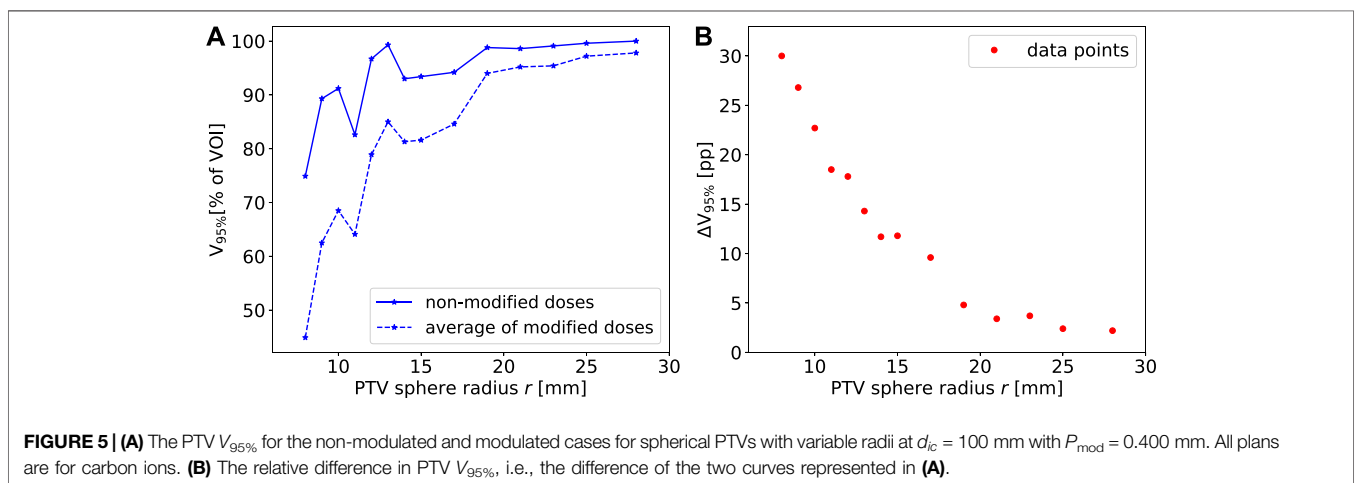 A
100
90
80
70
60
50
V95%[% of VOI]
non-modified doses
average of modified doses
10
15
20
25
30
PTV sphere radius r [mm]
B
30
25
20
15
10
5
0
ΔV95% [pp]
data points
10
15
20
25
30
PTV sphere radius r [mm]
FIGURE 5 | (A) The PTV V95% for the non-modulated and modulated cases for spherical PTVs with variable radii at dic = 100 mm with Pmod = 0.400 mm. All plans
are for carbon ions. (B) The relative difference in PTV V95%, i.e., the difference of the two curves represented in (A).